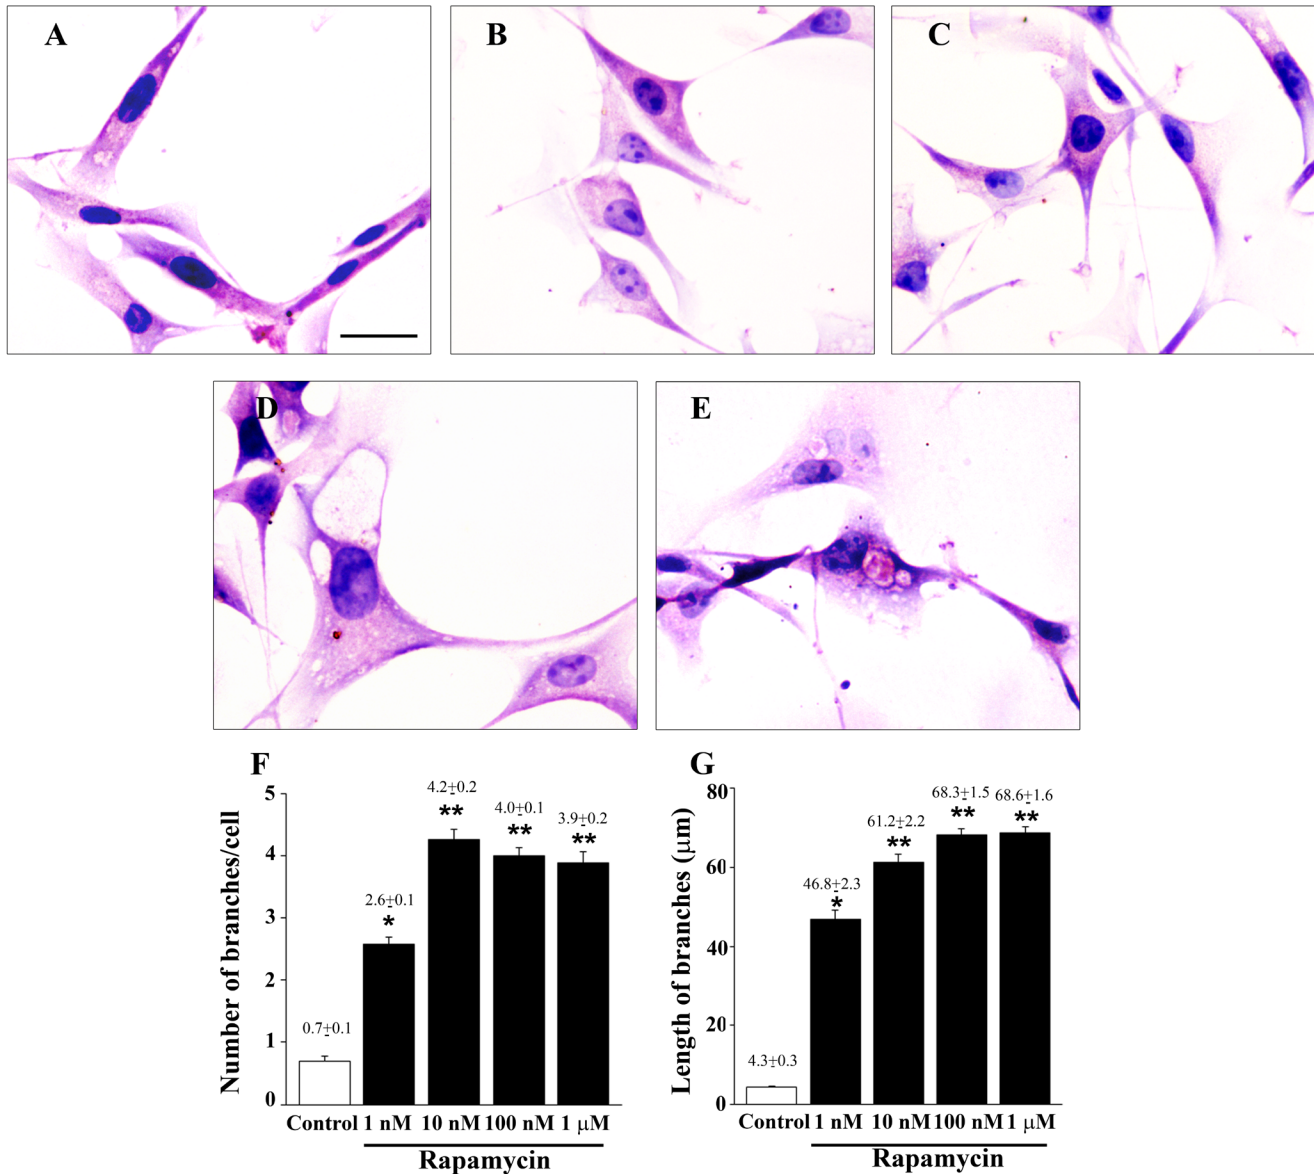 A
B
C
D
E
F
Number of branches/cell
5
4
3
2
1
0
0.7±0.1
2.6±0.1
*
4.2±0.2
**
4.0±0.1
**
3.9±0.2
**
Control 1 nM 10 nM 100 nM 1 μM
Rapamycin
G
Length of branches (μm)
80
60
40
20
0
4.3±0.3
46.8±2.3
*
61.2±2.2
**
68.3±1.5
**
68.6±1.6
**
Control 1 nM 10 nM 100 nM 1 μM
Rapamycin